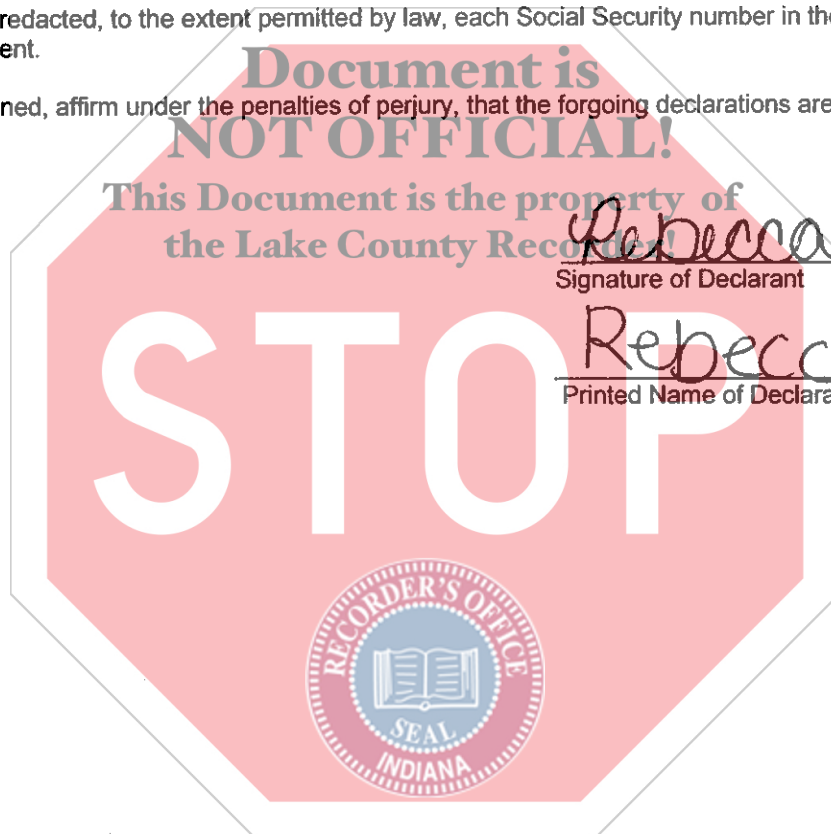 redacted, to the extent permitted by law, each Social Security number in the
ent.
Document is
ned, affirm under the penalties of perjury, that the forgoing declarations are
NOT OFFICIAL!
This Document is the property of
the Lake County Recorder!
Rebecca
Signature of Declarant
Rebecc
Printed Name of Declara
STOP
RECORDER'S OFFICE
SEAL
INDIANA